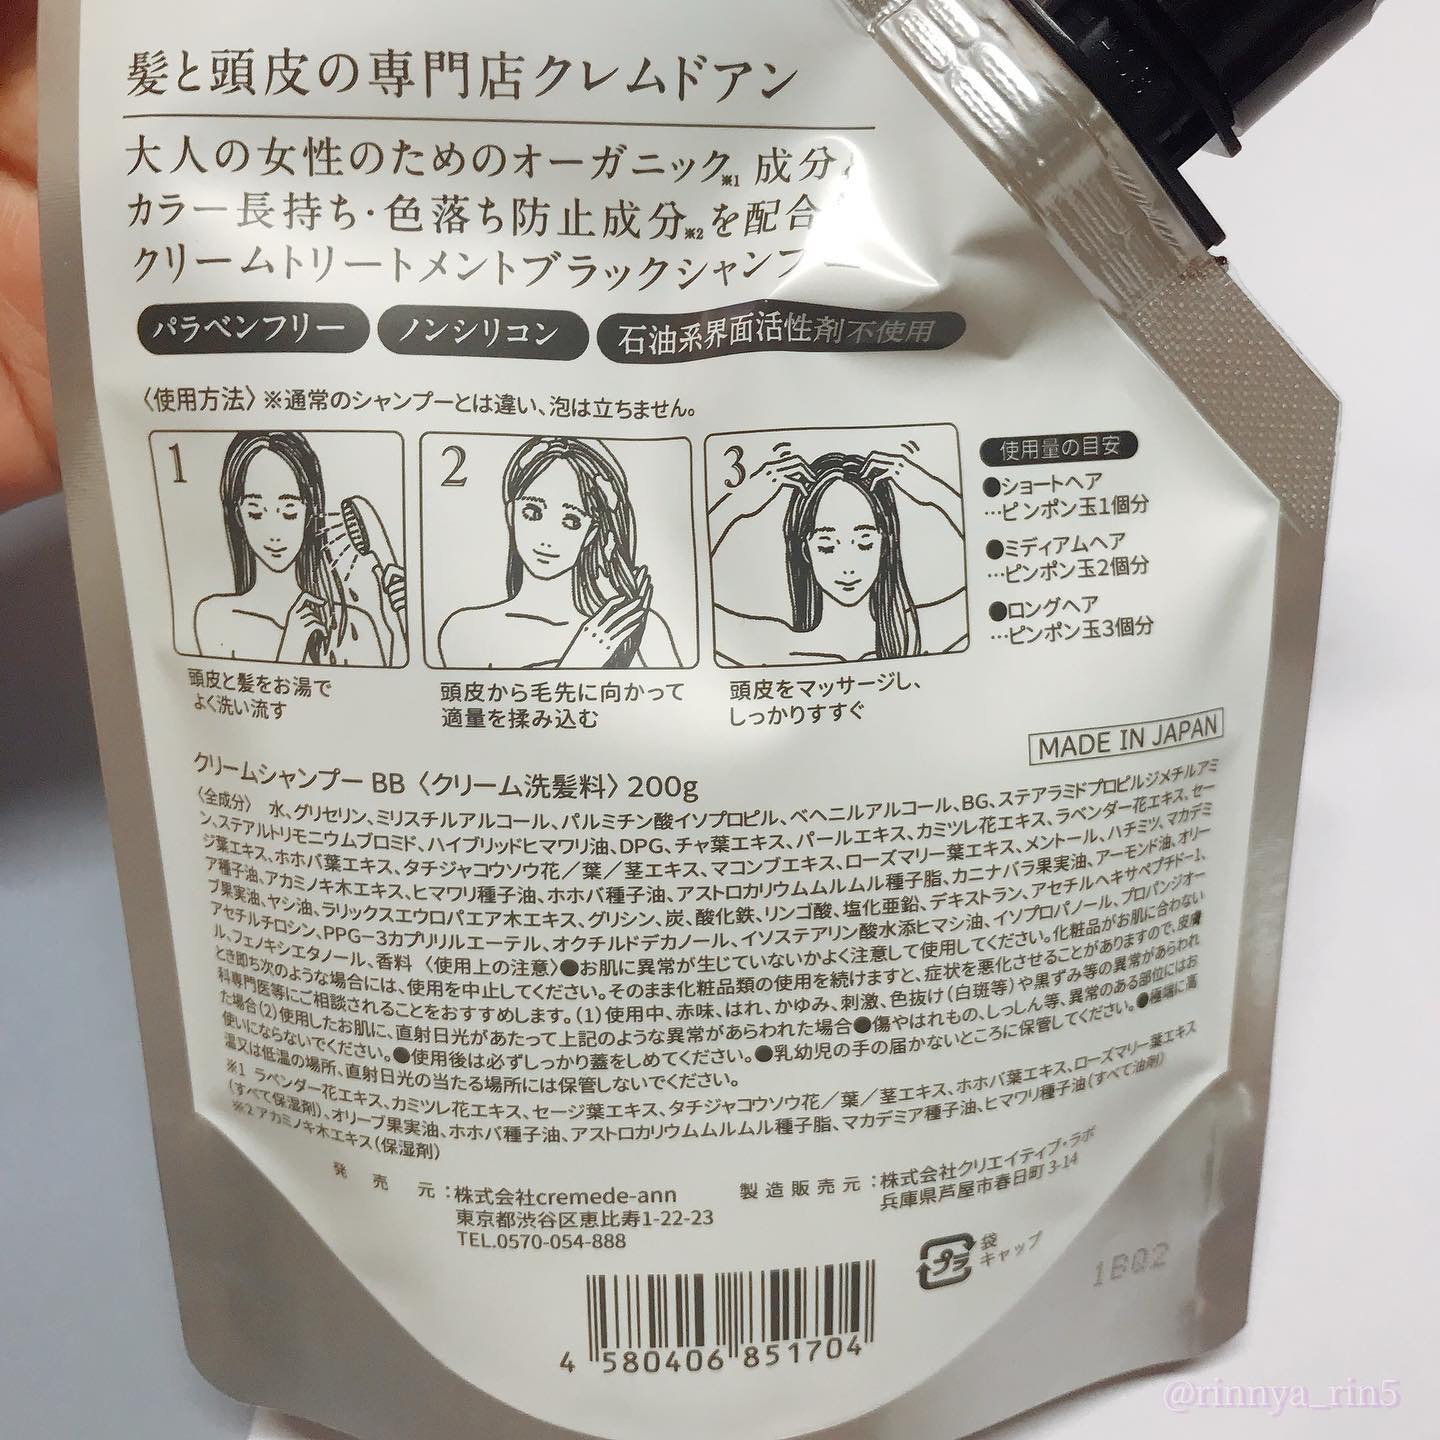 髪と頭皮の専門店クレムドアン
大人の女性のためのオーガニック※1 成分
カラー長持ち・色落ち防止成分※2 を配合
クリームトリートメントブラックシャンプー
パラベンフリー
ノンシリコン
石油系界面活性剤不使用
〈使用方法〉※通常のシャンプーとは違い、泡は立ちません。
1
2
3
頭皮と髪をお湯で
よく洗い流す
頭皮から毛先に向かって
適量を揉み込む
頭皮をマッサージし、
しっかりすすぐ
使用量の目安
●ショートヘア
…ピンポン玉1個分
●ミディアムヘア
…ピンポン玉2個分
●ロングヘア
…ピンポン玉3個分
MADE IN JAPAN
クリームシャンプー BB 〈クリーム洗髪料〉 200g
〈全成分〉 水、グリセリン、ミリスチルアルコール、パルミチン酸イソプロピル、ベヘニルアルコール、BG、ステアラミドプロピルジメチルアミ
ン、ステアルトリモニウムブロミド、ハイブリッドヒマワリ油、DPG、チャ葉エキス、パールエキス、カミツレ花エキス、ラベンダー花エキス、セー
ジ葉エキス、ホホバ葉エキス、タチジャコウソウ花／葉／茎エキス、マコンブエキス、ローズマリー葉エキス、メントール、ハチミツ、マカデミ
ア種子油、アカミノキ木エキス、ヒマワリ種子油、ホホバ種子油、アストロカリウムムルムル種子脂、カニナバラ果実油、アーモンド油、オリー
ブ果実油、ヤシ油、ラリックスエウロパエア木エキス、グリシン、炭、酸化鉄、リンゴ酸、塩化亜鉛、デキストラン、アセチルヘキサペプチド-1、
アセチルチロシン、PPG-3カプリリルエーテル、オクチルドデカノール、イソステアリン酸水添ヒマシ油、イソプロパノール、プロパンジオー
ル、フェノキシエタノール、香料 〈使用上の注意〉●お肌に異常が生じていないかよく注意して使用してください。化粧品がお肌に合わない
とき即ち次のような場合には、使用を中止してください。そのまま化粧品類の使用を続けますと、症状を悪化させることがありますので、皮膚
科専門医等にご相談されることをおすすめします。(1)使用中、赤味、はれ、かゆみ、刺激、色抜け(白斑等)や黒ずみ等の異常があらわれ
た場合(2)使用したお肌に、直射日光があたって上記のような異常があらわれた場合●傷やはれもの、しっしん等、異常のある部位にはお
使いにならないでください。●使用後は必ずしっかり蓋をしめてください。●乳幼児の手の届かないところに保管してください。●極端に高
温又は低温の場所、直射日光の当たる場所には保管しないでください。
※1 ラベンダー花エキス、カミツレ花エキス、セージ葉エキス、タチジャコウソウ花／葉／茎エキス、ホホバ葉エキス、ローズマリー葉エキス
(すべて保湿剤)、オリーブ果実油、ホホバ種子油、アストロカリウムムルムル種子脂、マカデミア種子油、ヒマワリ種子油(すべて油剤)
※2 アカミノキ木エキス(保湿剤)
発売元：株式会社cremede-ann
東京都渋谷区恵比寿1-22-23
TEL.0570-054-888
製造販売元：株式会社クリエイティブ・ラボ
兵庫県芦屋市春日町 3-14
プラ
袋
キャップ
1B02
4 580406 851704
@rinnya_rin5